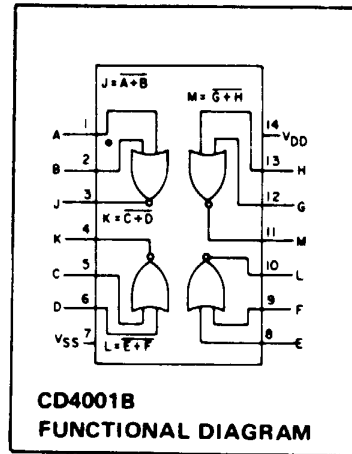 J = A+B
M = G+H
A 1
14 VDD
B 2
13 H
J 3
12 G
K = C+D
K 4
11 M
C 5
10 L
D 6
9 F
VSS 7
8 E
L = E+F
CD4001B
FUNCTIONAL DIAGRAM